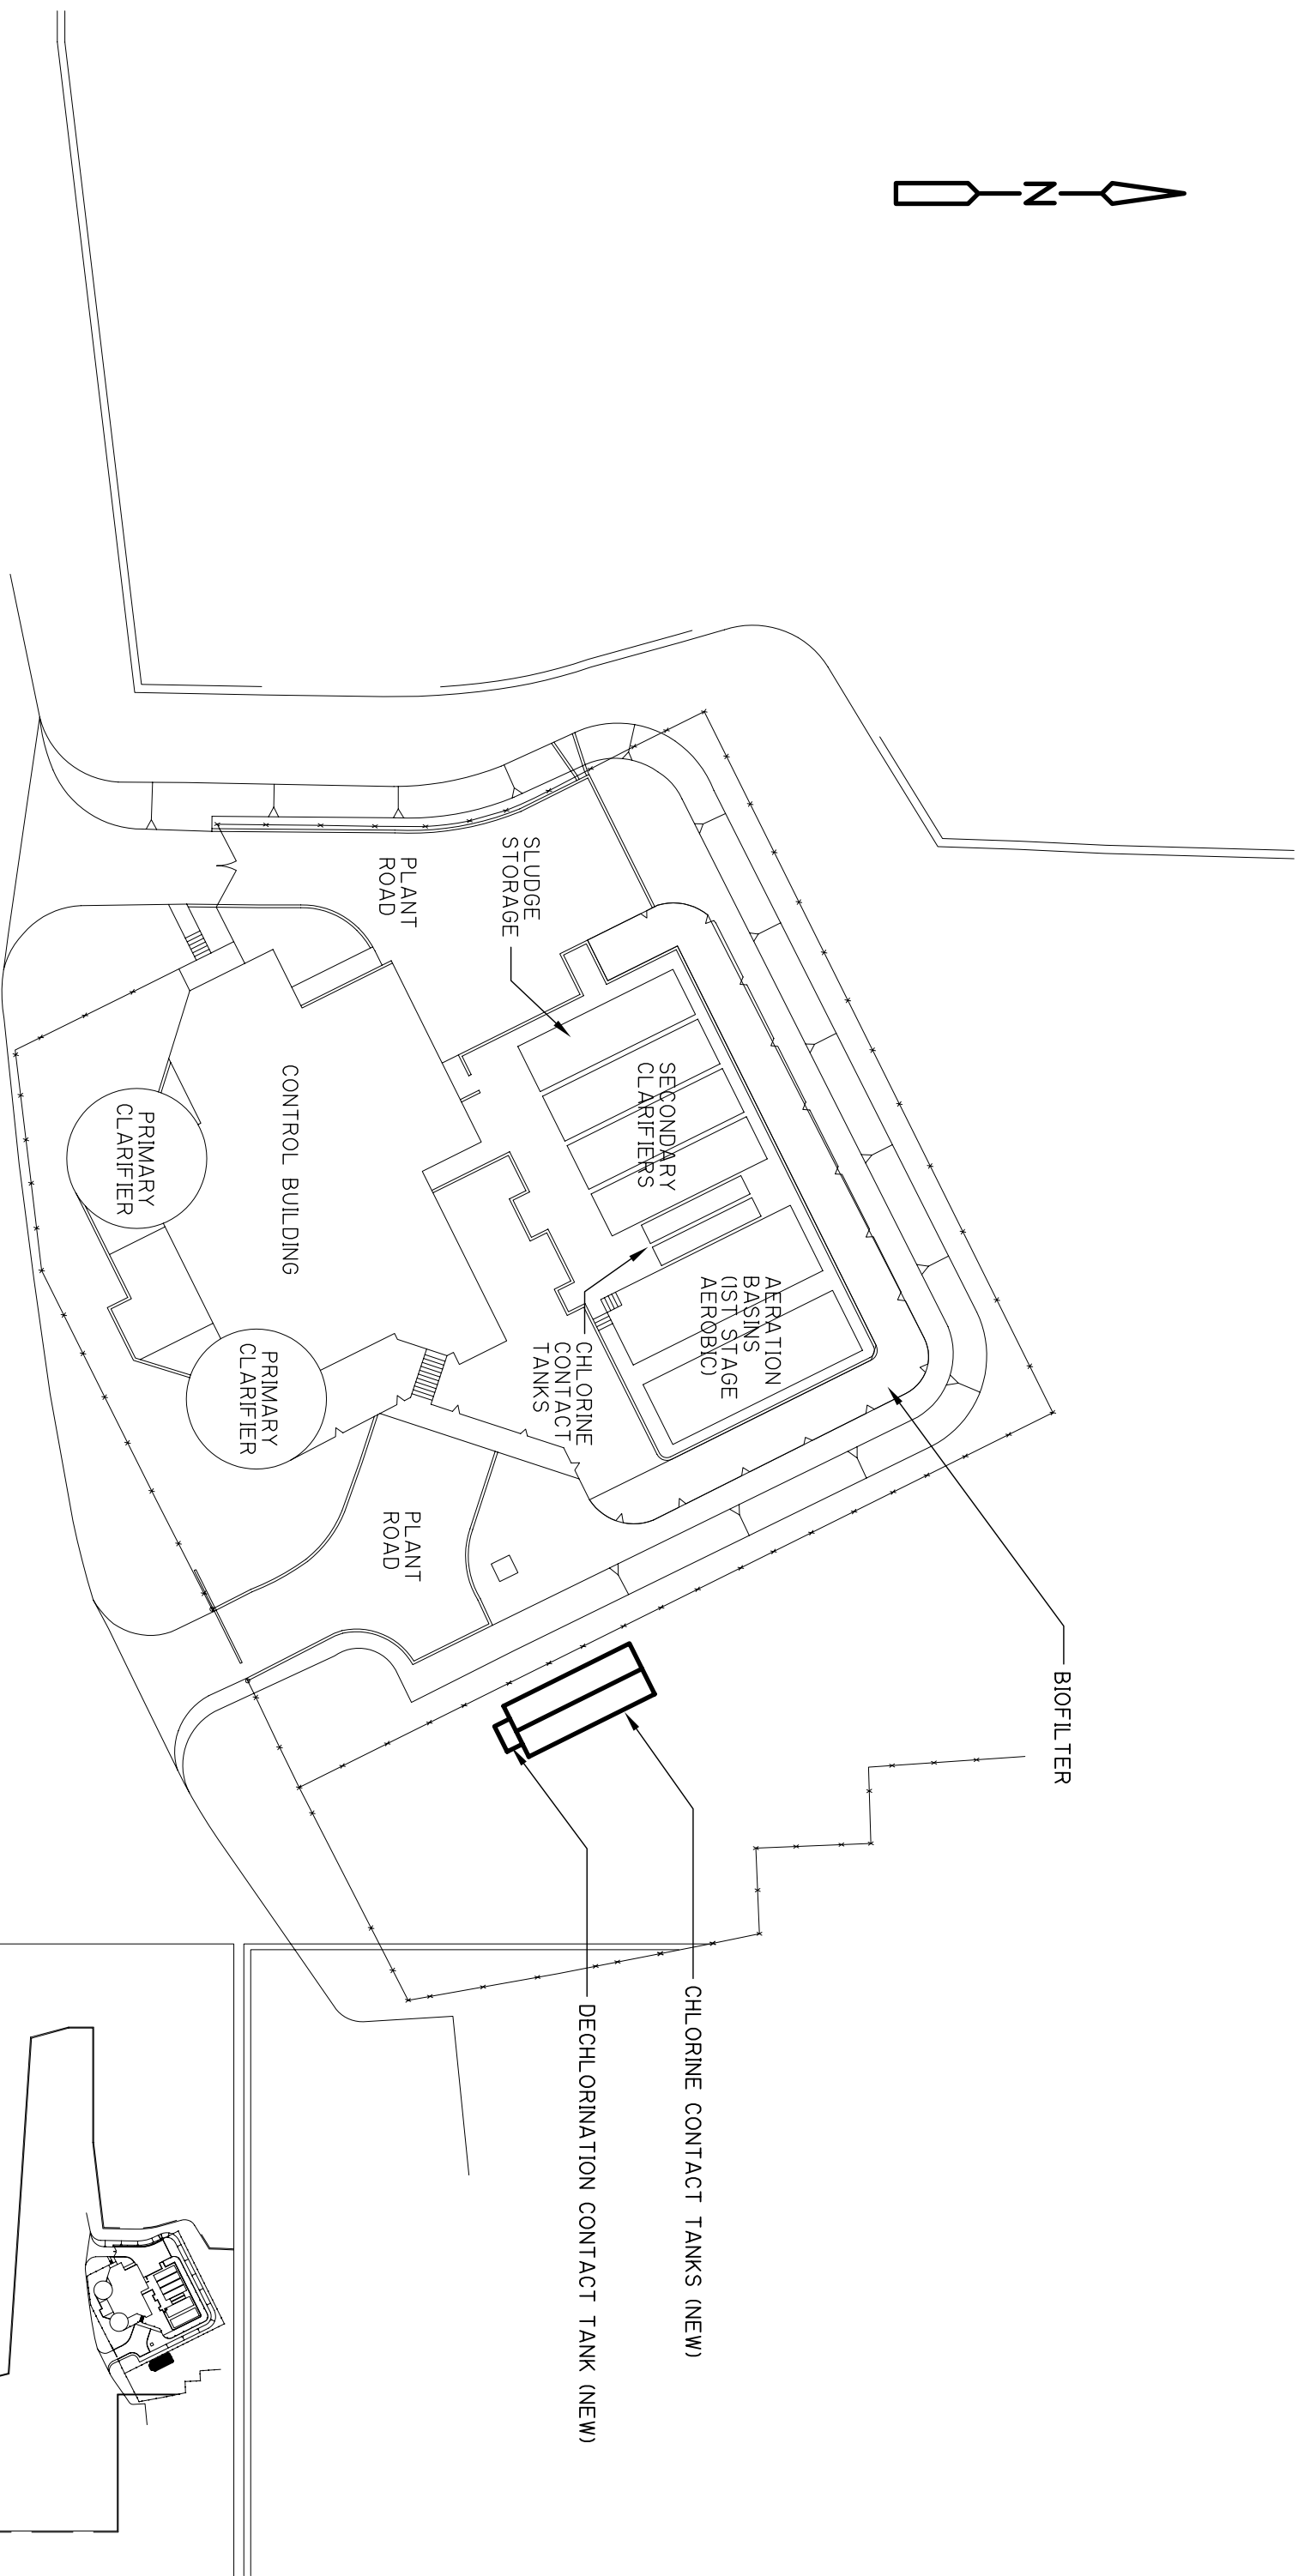 N
BIOFILTER
SLUDGE
STORAGE
PLANT
ROAD
SECONDARY
CLARIFIERS
AERATION
BASINS
(1ST STAGE
AEROBIC)
CHLORINE
CONTACT
TANKS
CONTROL BUILDING
PRIMARY
CLARIFIER
PRIMARY
CLARIFIER
PLANT
ROAD
CHLORINE CONTACT TANKS (NEW)
DECHLORINATION CONTACT TANK (NEW)